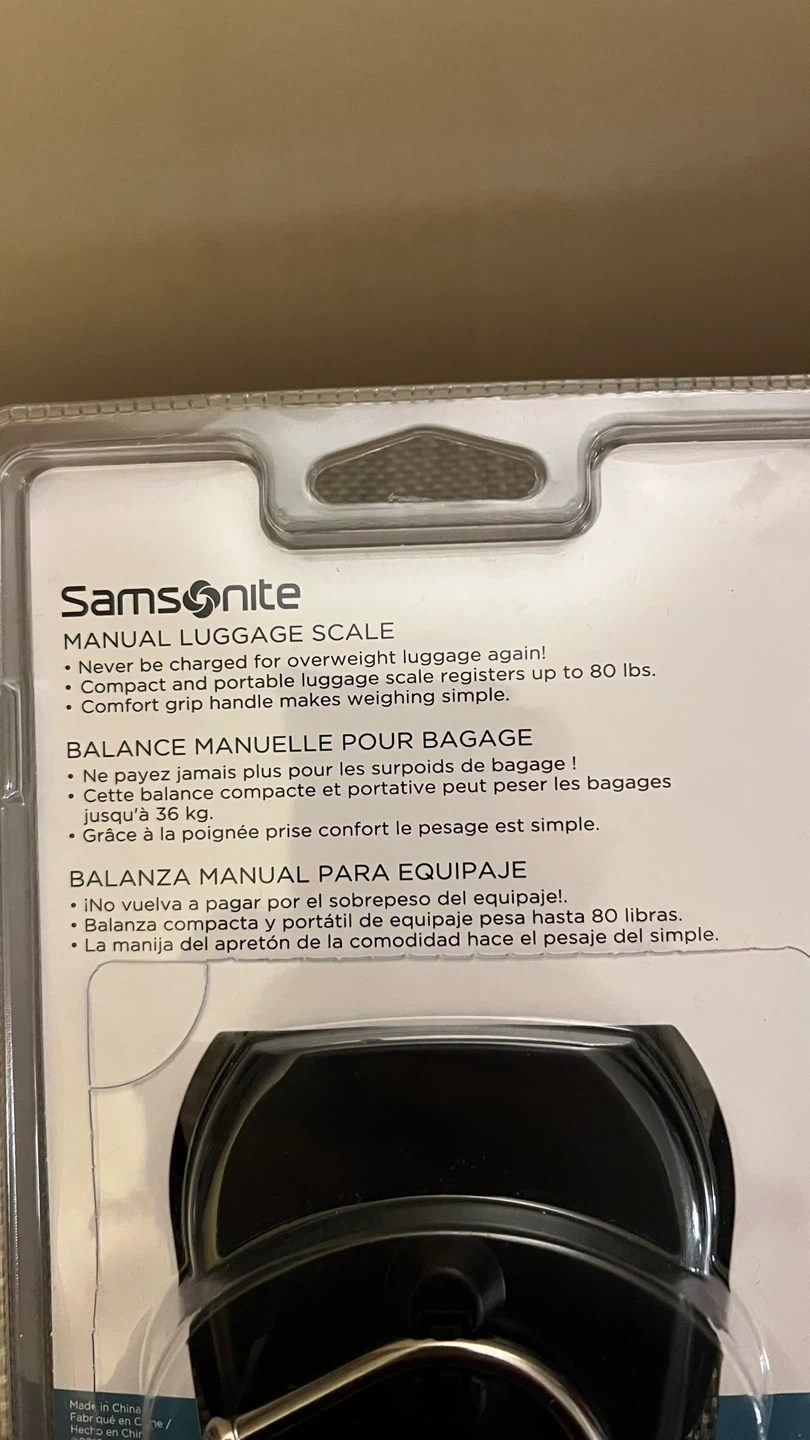 Samsonite
MANUAL LUGGAGE SCALE
• Never be charged for overweight luggage again!
• Compact and portable luggage scale registers up to 80 lbs.
• Comfort grip handle makes weighing simple.
BALANCE MANUELLE POUR BAGAGE
• Ne payez jamais plus pour les surpoids de bagage !
• Cette balance compacte et portative peut peser les bagages
jusqu'à 36 kg.
• Grâce à la poignée prise confort le pesage est simple.
BALANZA MANUAL PARA EQUIPAJE
• ¡No vuelva a pagar por el sobrepeso del equipaje!.
• Balanza compacta y portátil de equipaje pesa hasta 80 libras.
• La manija del apretón de la comodidad hace el pesaje del simple.
Made in China
Fabriqué en Chine /
Hecho en